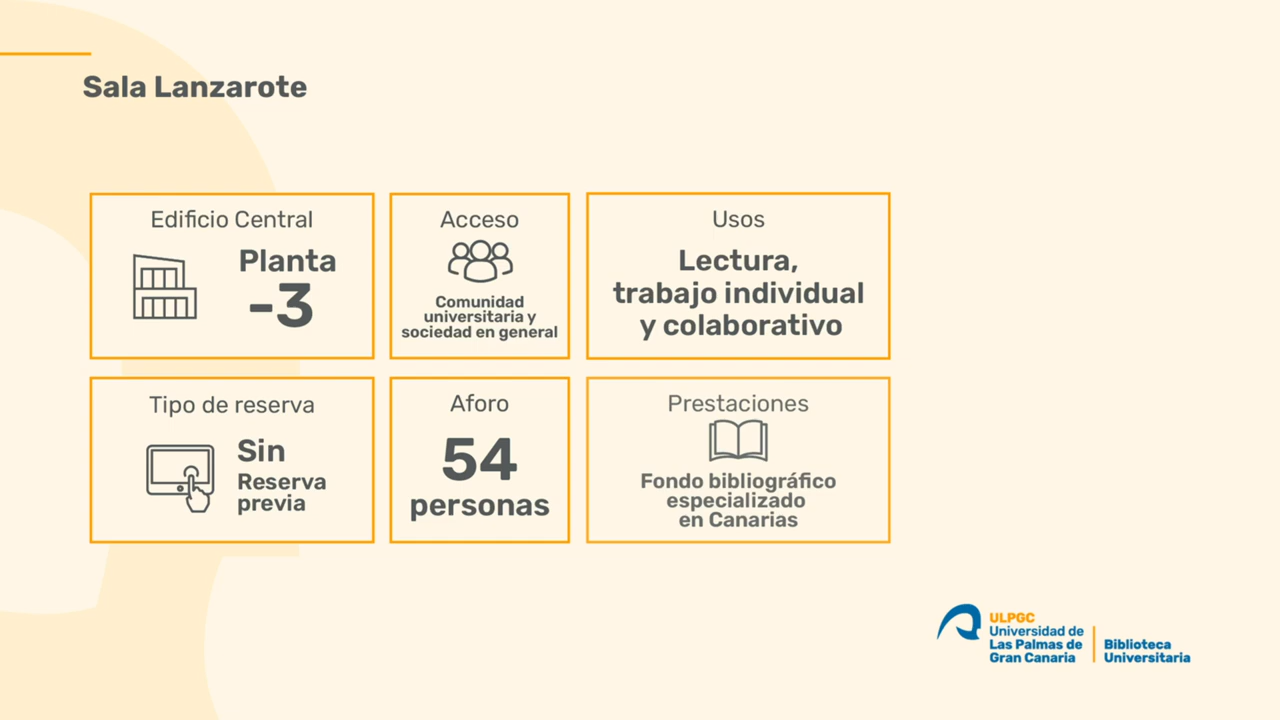 Sala Lanzarote
Edificio Central
Planta
-3
Acceso
Comunidad
universitaria y
sociedad en general
Usos
Lectura,
trabajo individual
y colaborativo
Tipo de reserva
Sin
Reserva
previa
Aforo
54
personas
Prestaciones
Fondo bibliográfico
especializado
en Canarias
ULPGC
Universidad de
Las Palmas de
Gran Canaria
Biblioteca
Universitaria